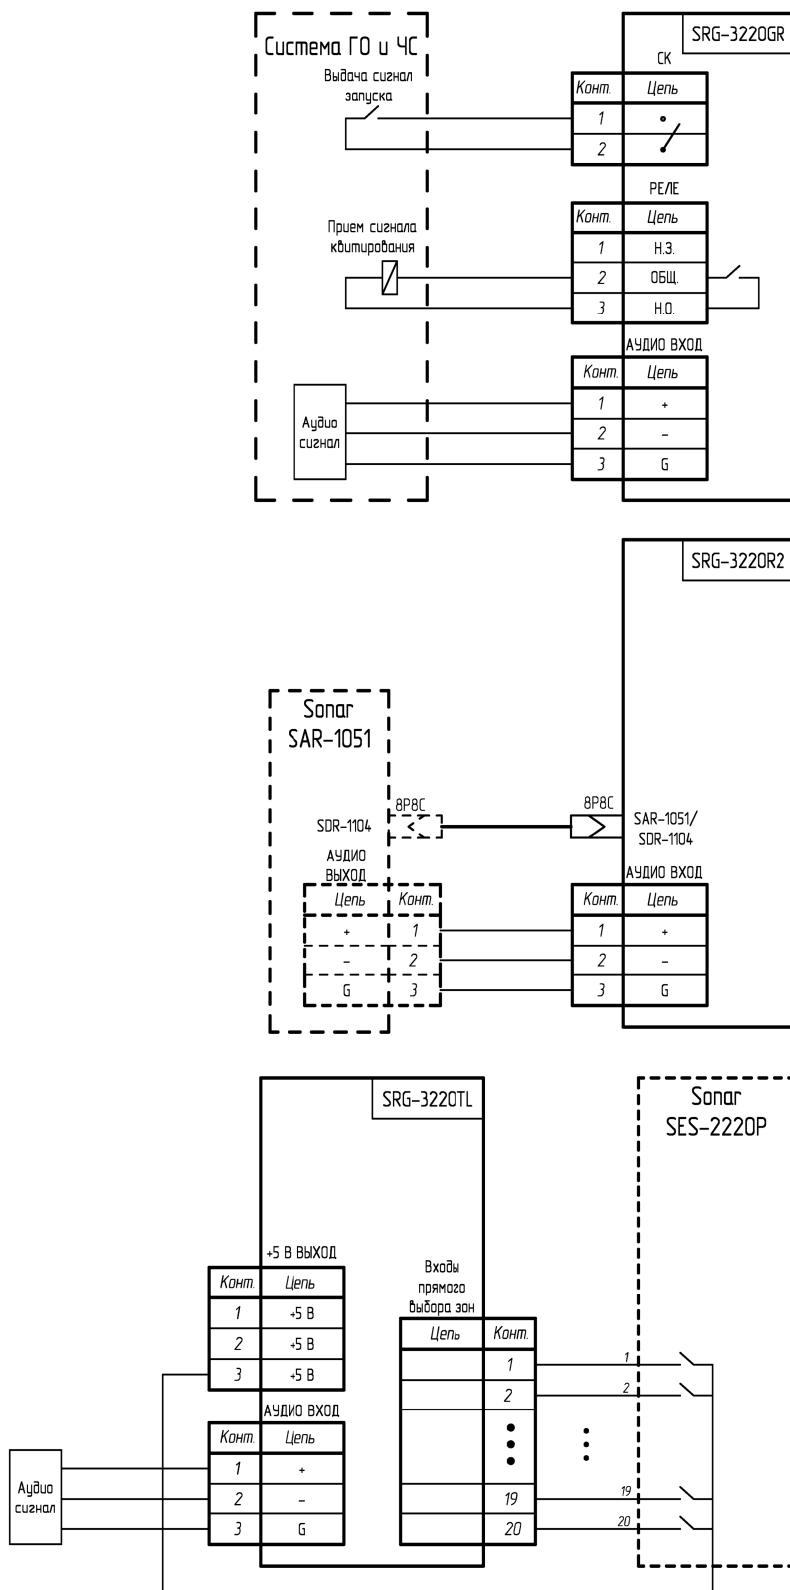 Система ГО и ЧС
SRG-3220GR
Выдача сигнал
запуска
СК
Конт. Цепь
1
2
Прием сигнала
квитирования
РЕЛЕ
Конт. Цепь
1 Н.З.
2 ОБЩ.
3 Н.О.
Аудио
сигнал
АУДИО ВХОД
Конт. Цепь
1 +
2 -
3 G
SRG-3220R2
Sonar
SAR-1051
SDR-1104
8P8C
8P8C
SAR-1051/
SDR-1104
АУДИО
ВЫХОД
Цепь Конт.
+ 1
- 2
G 3
АУДИО ВХОД
Конт. Цепь
1 +
2 -
3 G
SRG-3220TL
Sonar
SES-2220P
+5 В ВЫХОД
Конт. Цепь
1 +5 В
2 +5 В
3 +5 В
Входы
прямого
выбора зон
Цепь Конт.
1
2
19
20
1
2
19
20
АУДИО ВХОД
Конт. Цепь
1 +
2 -
3 G
Аудио
сигнал